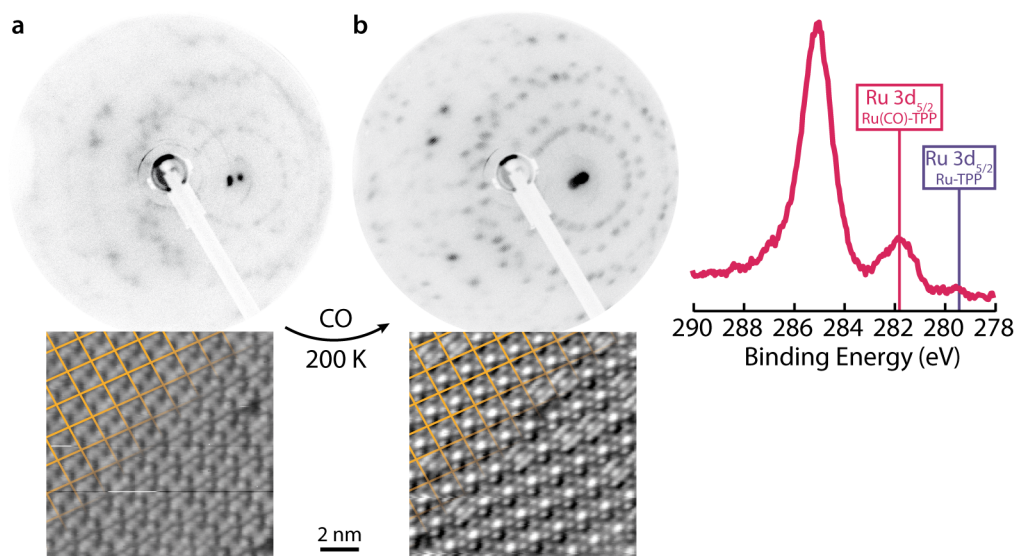 a
b
CO
200 K
2 nm
Ru 3d5/2
Ru(CO)-TPP
Ru 3d5/2
Ru-TPP
290 288 286 284 282 280 278
Binding Energy (eV)